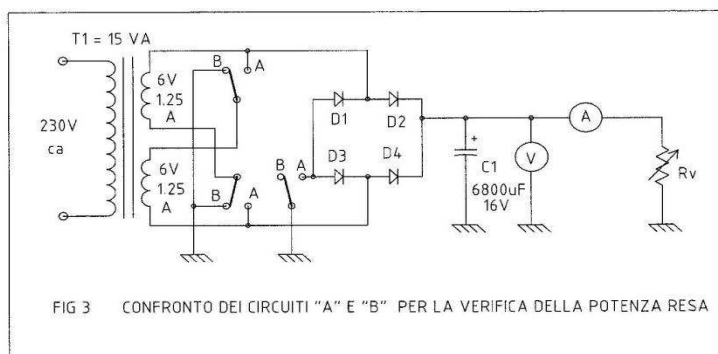 T1 = 15 VA
B
A
6V
1.25
A
230V
ca
D1
D2
B
A
D3
D4
6V
1.25
A
B
A
+
C1
6800uF
16V
V
A
Rv
FIG 3 CONFRONTO DEI CIRCUITI "A" E "B" PER LA VERIFICA DELLA POTENZA RESA